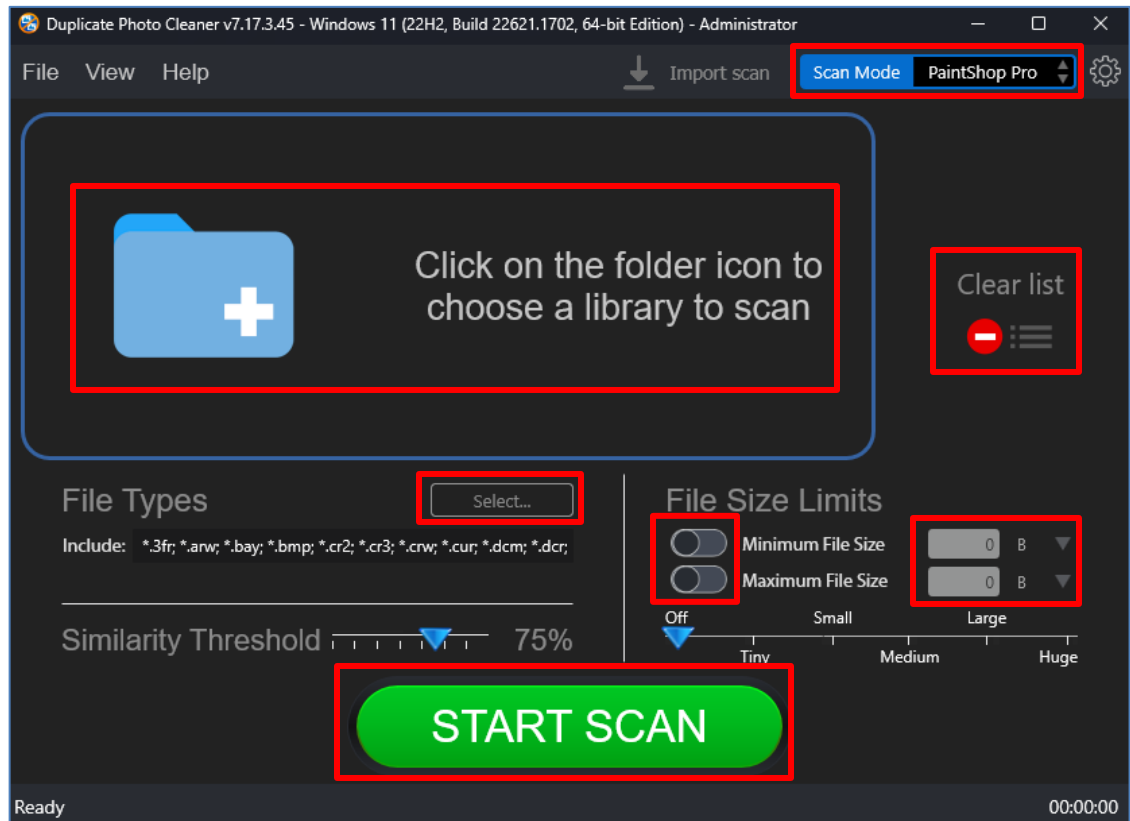 Duplicate Photo Cleaner v7.17.3.45 - Windows 11 (22H2, Build 22621.1702, 64-bit Edition) - Administrator
File View Help Import scan Scan Mode PaintShop Pro
Click on the folder icon to
choose a library to scan
Clear list
File Types Select...
Include: *.3fr; *.arw; *.bay; *.bmp; *.cr2; *.cr3; *.crw; *.cur; *.dcm; *.dcr;
Similarity Threshold 75%
File Size Limits
Minimum File Size 0 B
Maximum File Size 0 B
Off Small Large
Tiny Medium Huge
START SCAN
Ready 00:00:00